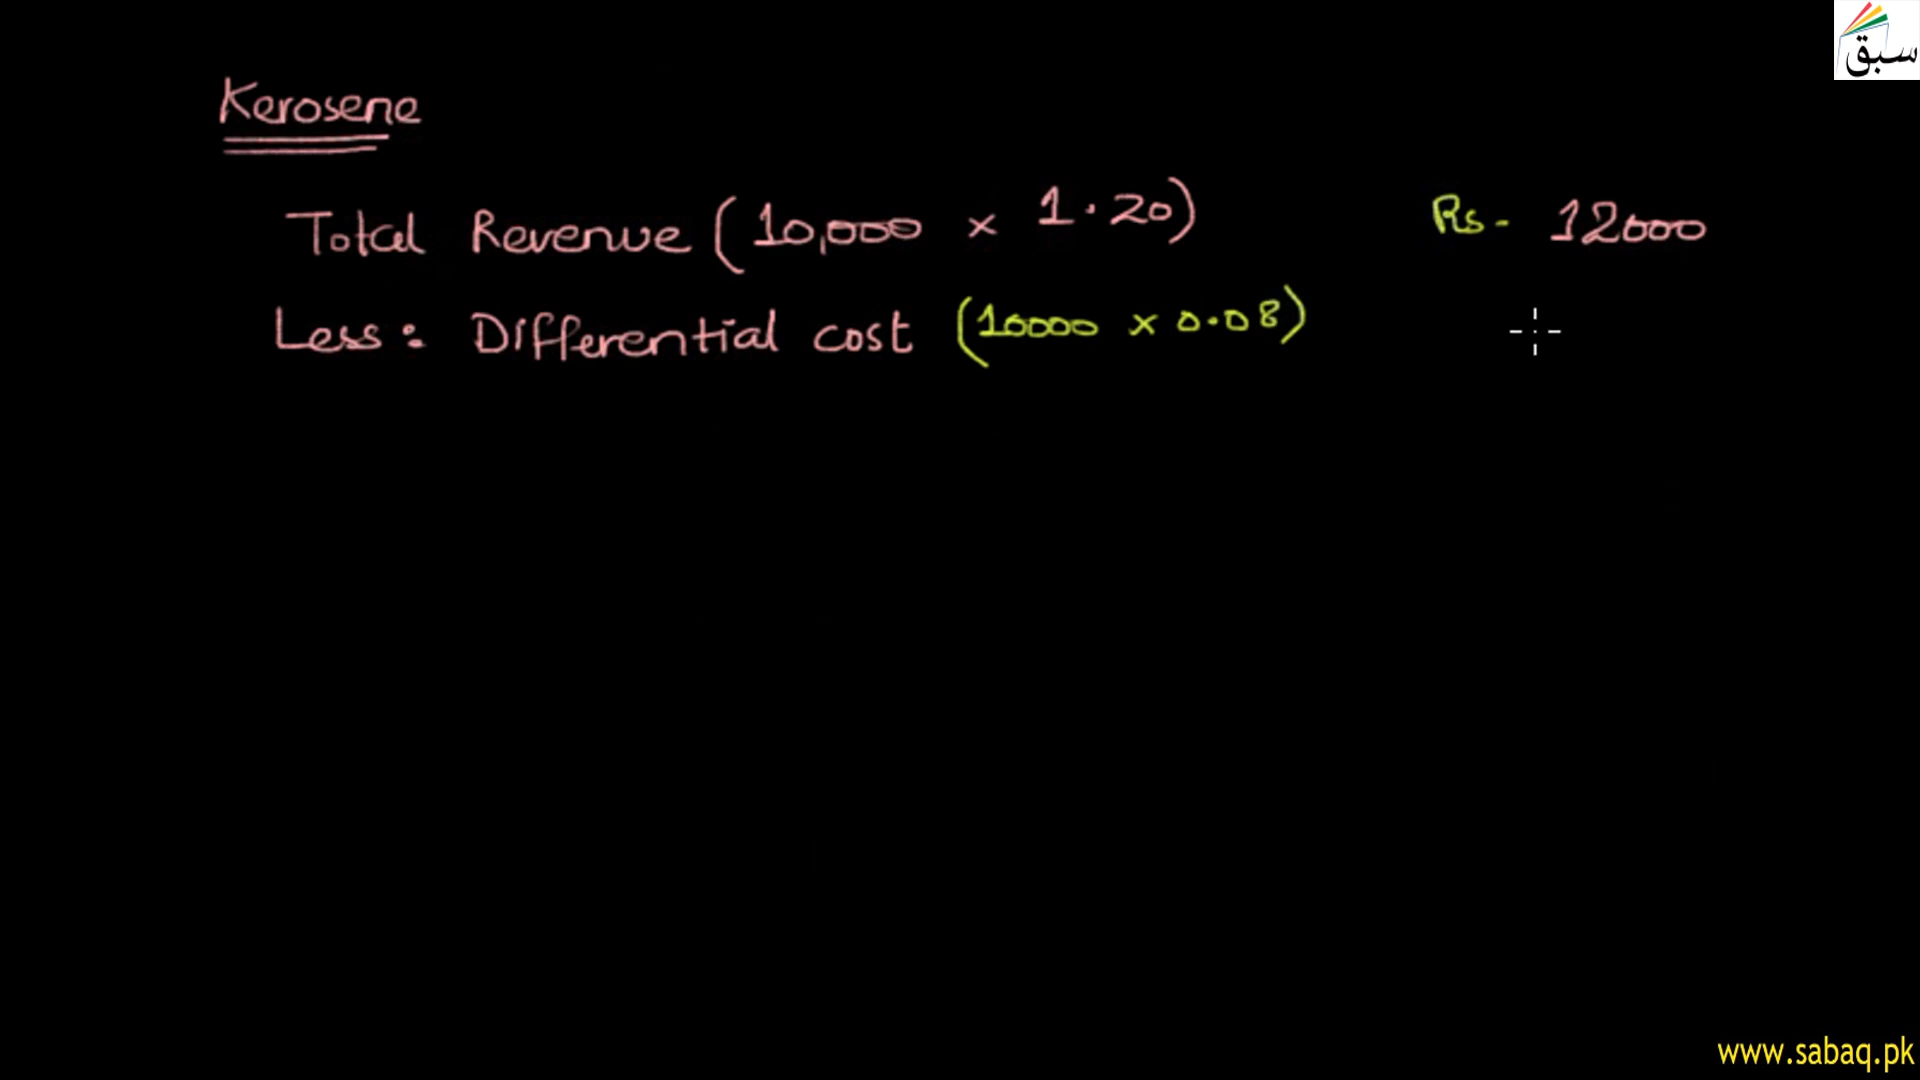 سبق
Kerosene
Total Revenue (10,000 × 1.20) Rs- 12000
Less: Differential cost (10000 × 0.08)
www.sabaq.pk